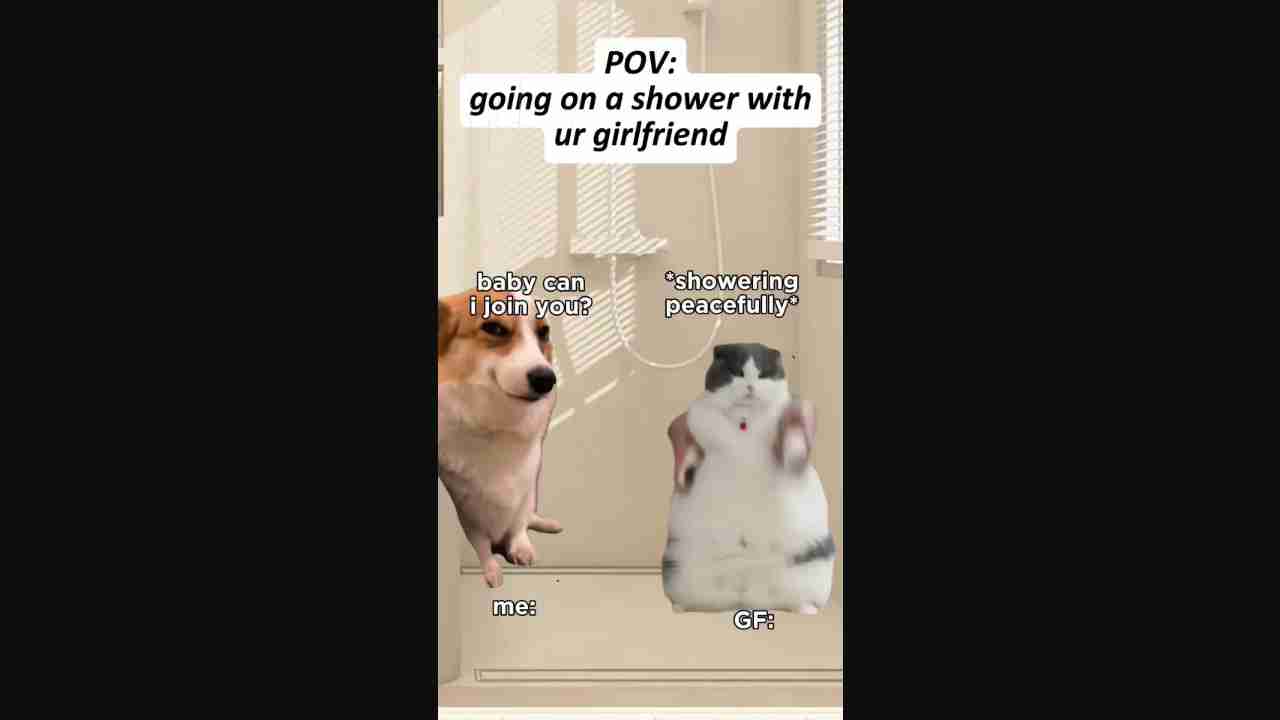 POV:
going on a shower with
ur girlfriend
baby can
i join you?
*showering
peacefully*
me:
GF: